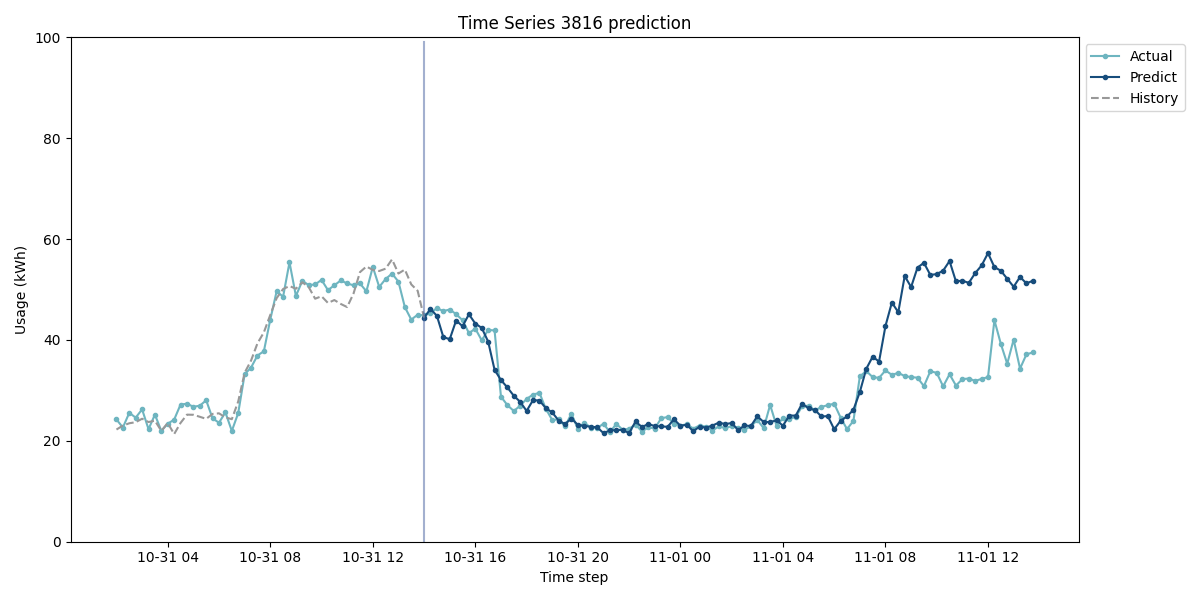 Time Series 3816 prediction
100
80
60
40
20
0
Usage (kWh)
10-31 04
10-31 08
10-31 12
10-31 16
10-31 20
11-01 00
11-01 04
11-01 08
11-01 12
Time step
Actual
Predict
History